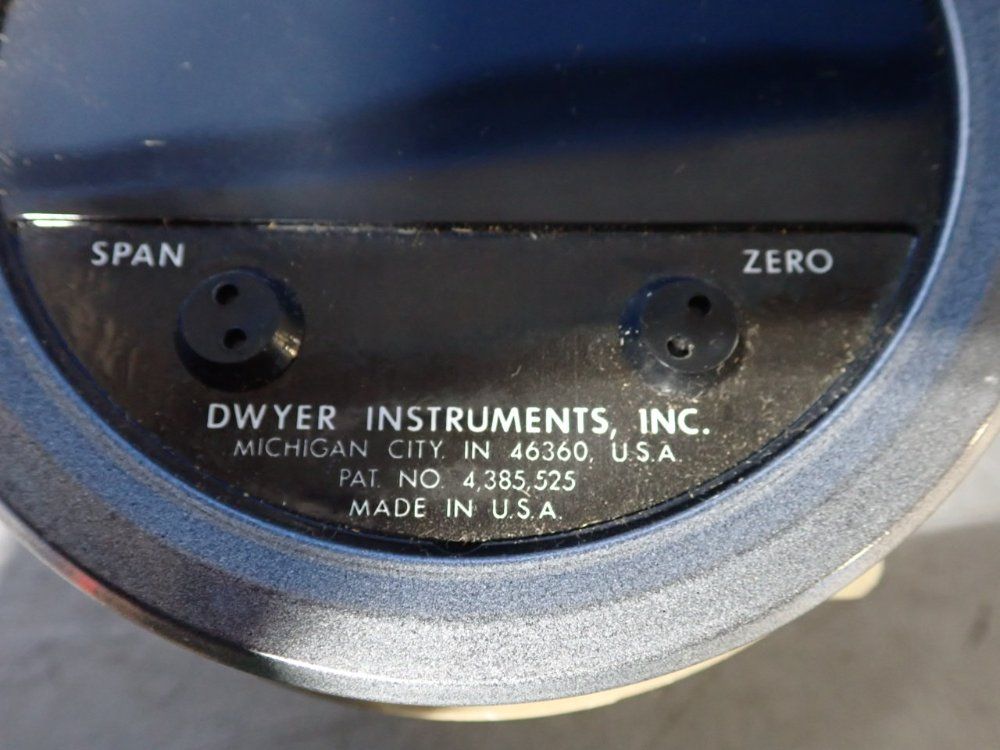 SPAN ZERO
DWYER INSTRUMENTS, INC.
MICHIGAN CITY, IN 46360, U.S.A.
PAT. NO. 4,385,525
MADE IN U.S.A.